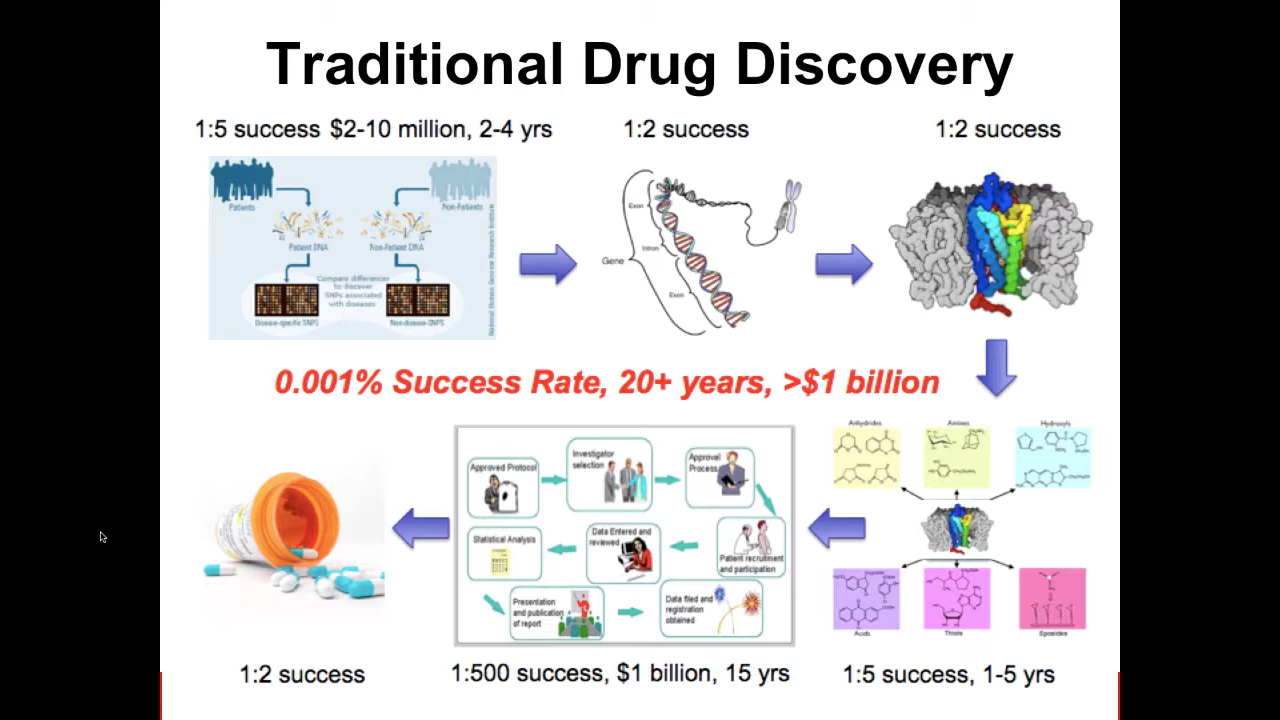 Traditional Drug Discovery
1:5 success $2-10 million, 2-4 yrs
1:2 success
1:2 success
Patients
Non-Patients
Patient DNA
Non-Patient DNA
Compare differences
to discover
SNPs associated
with diseases
Disease-specific SNPS
Non-disease-SNPS
National Human Genome Research Institute
Exon
Intron
Gene
Exon
0.001% Success Rate, 20+ years, >$1 billion
Approved Protocol
Investigator
selection
Approval
Process
Patient recruitment
and participation
Data Entered and
reviewed
Statistical Analysis
Presentation
and publication
of report
Data filed and
registration
obtained
Anhydrides
Amines
Hydroxyls
Acids
Thiols
Epoxides
1:2 success
1:500 success, $1 billion, 15 yrs
1:5 success, 1-5 yrs